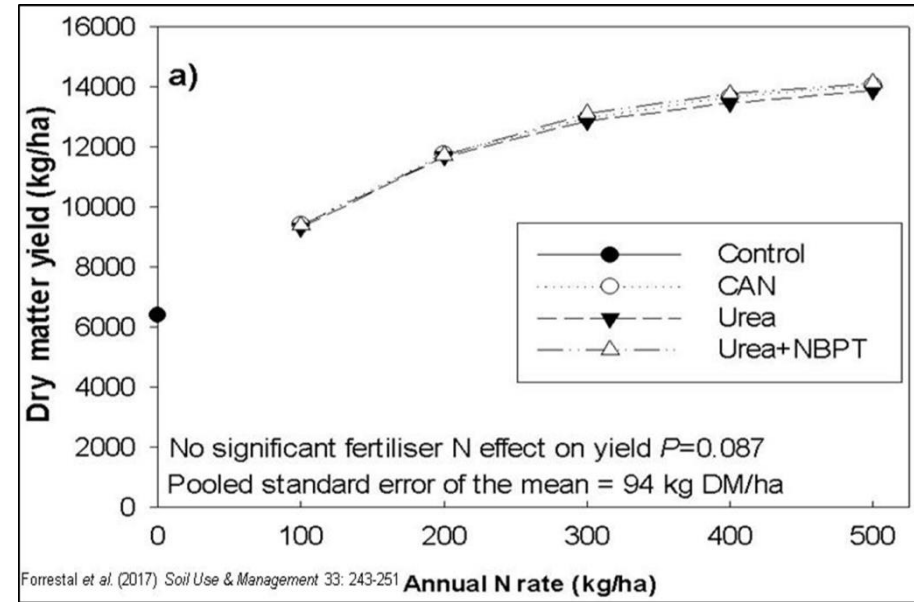 16000
14000
12000
10000
8000
6000
4000
2000
0
Dry matter yield (kg/ha)
a)
Control
CAN
Urea
Urea+NBPT
No significant fertiliser N effect on yield P=0.087
Pooled standard error of the mean = 94 kg DM/ha
0 100 200 300 400 500
Forrestal et al. (2017) Soil Use & Management 33: 243-251 Annual N rate (kg/ha)